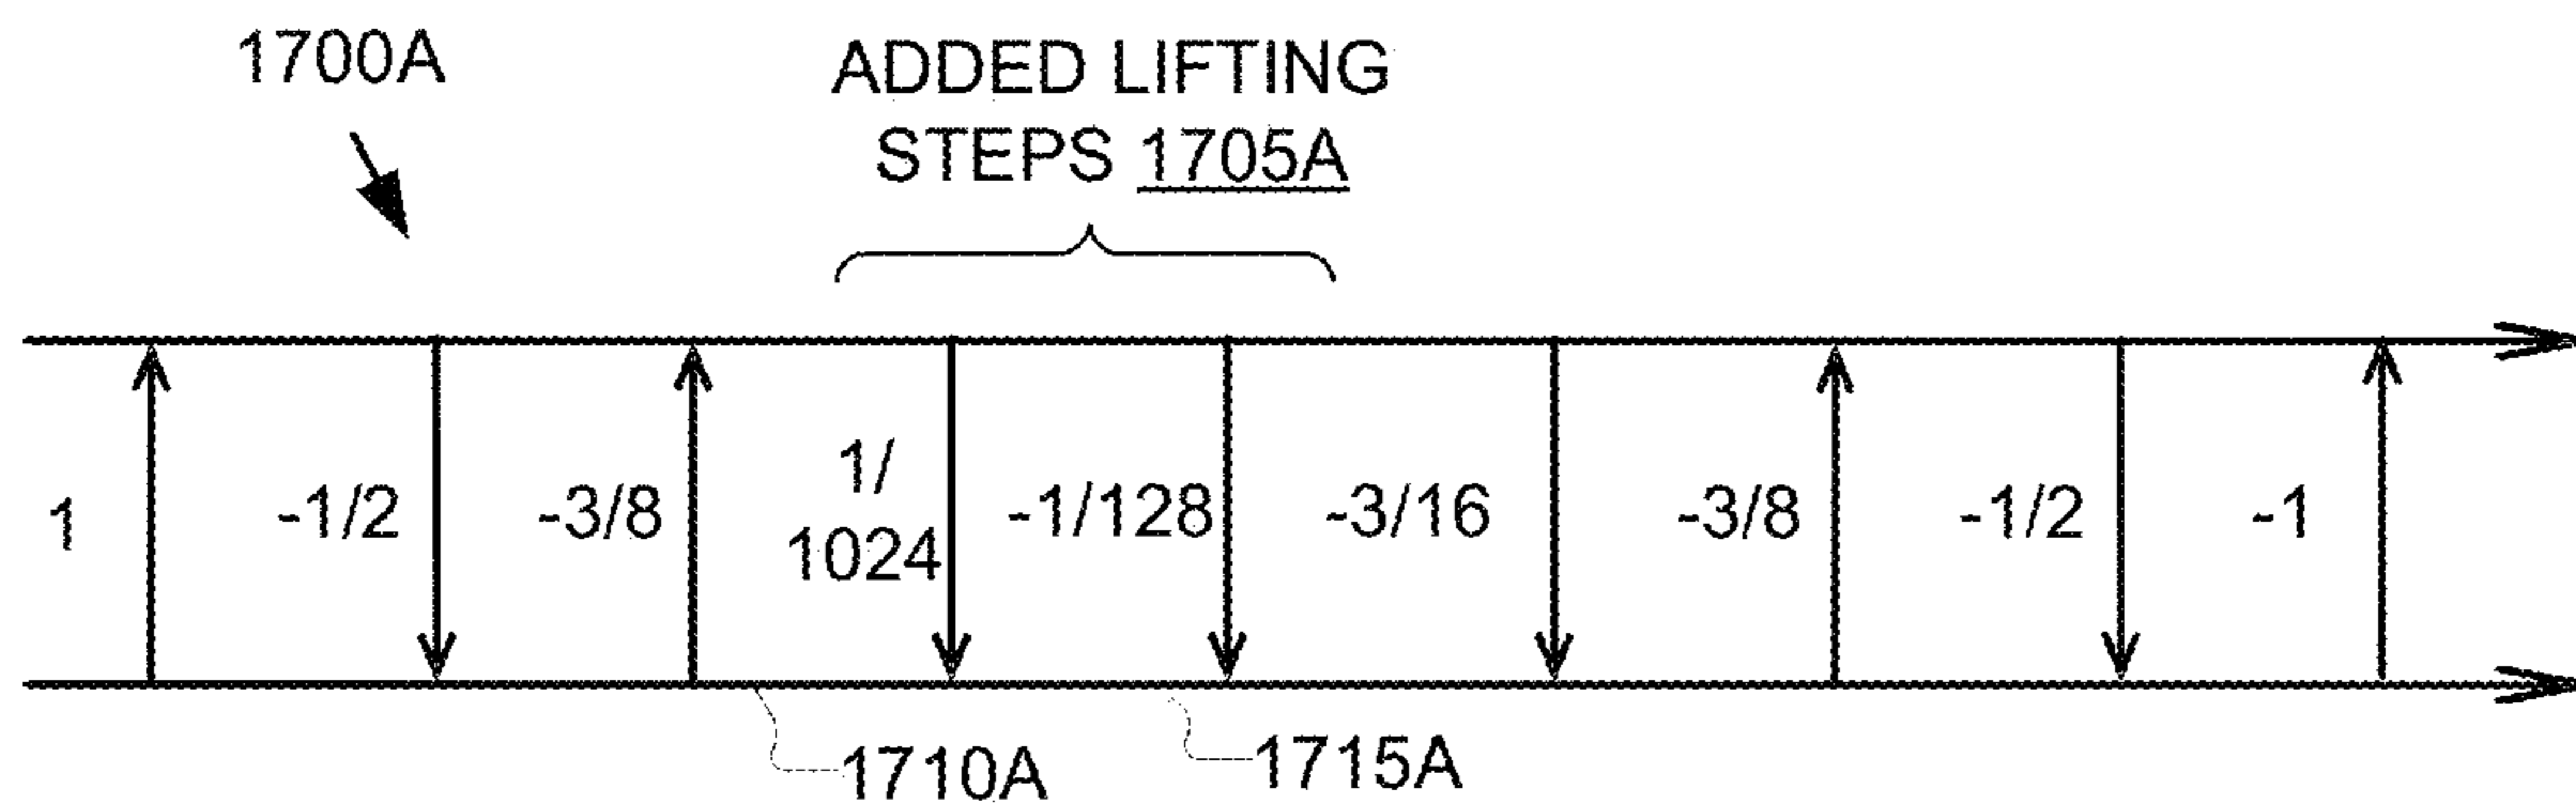 1700A
ADDED LIFTING
STEPS 1705A
1
-1/2
-3/8
1/
1024
-1/128
-3/16
-3/8
-1/2
-1
1710A
1715A